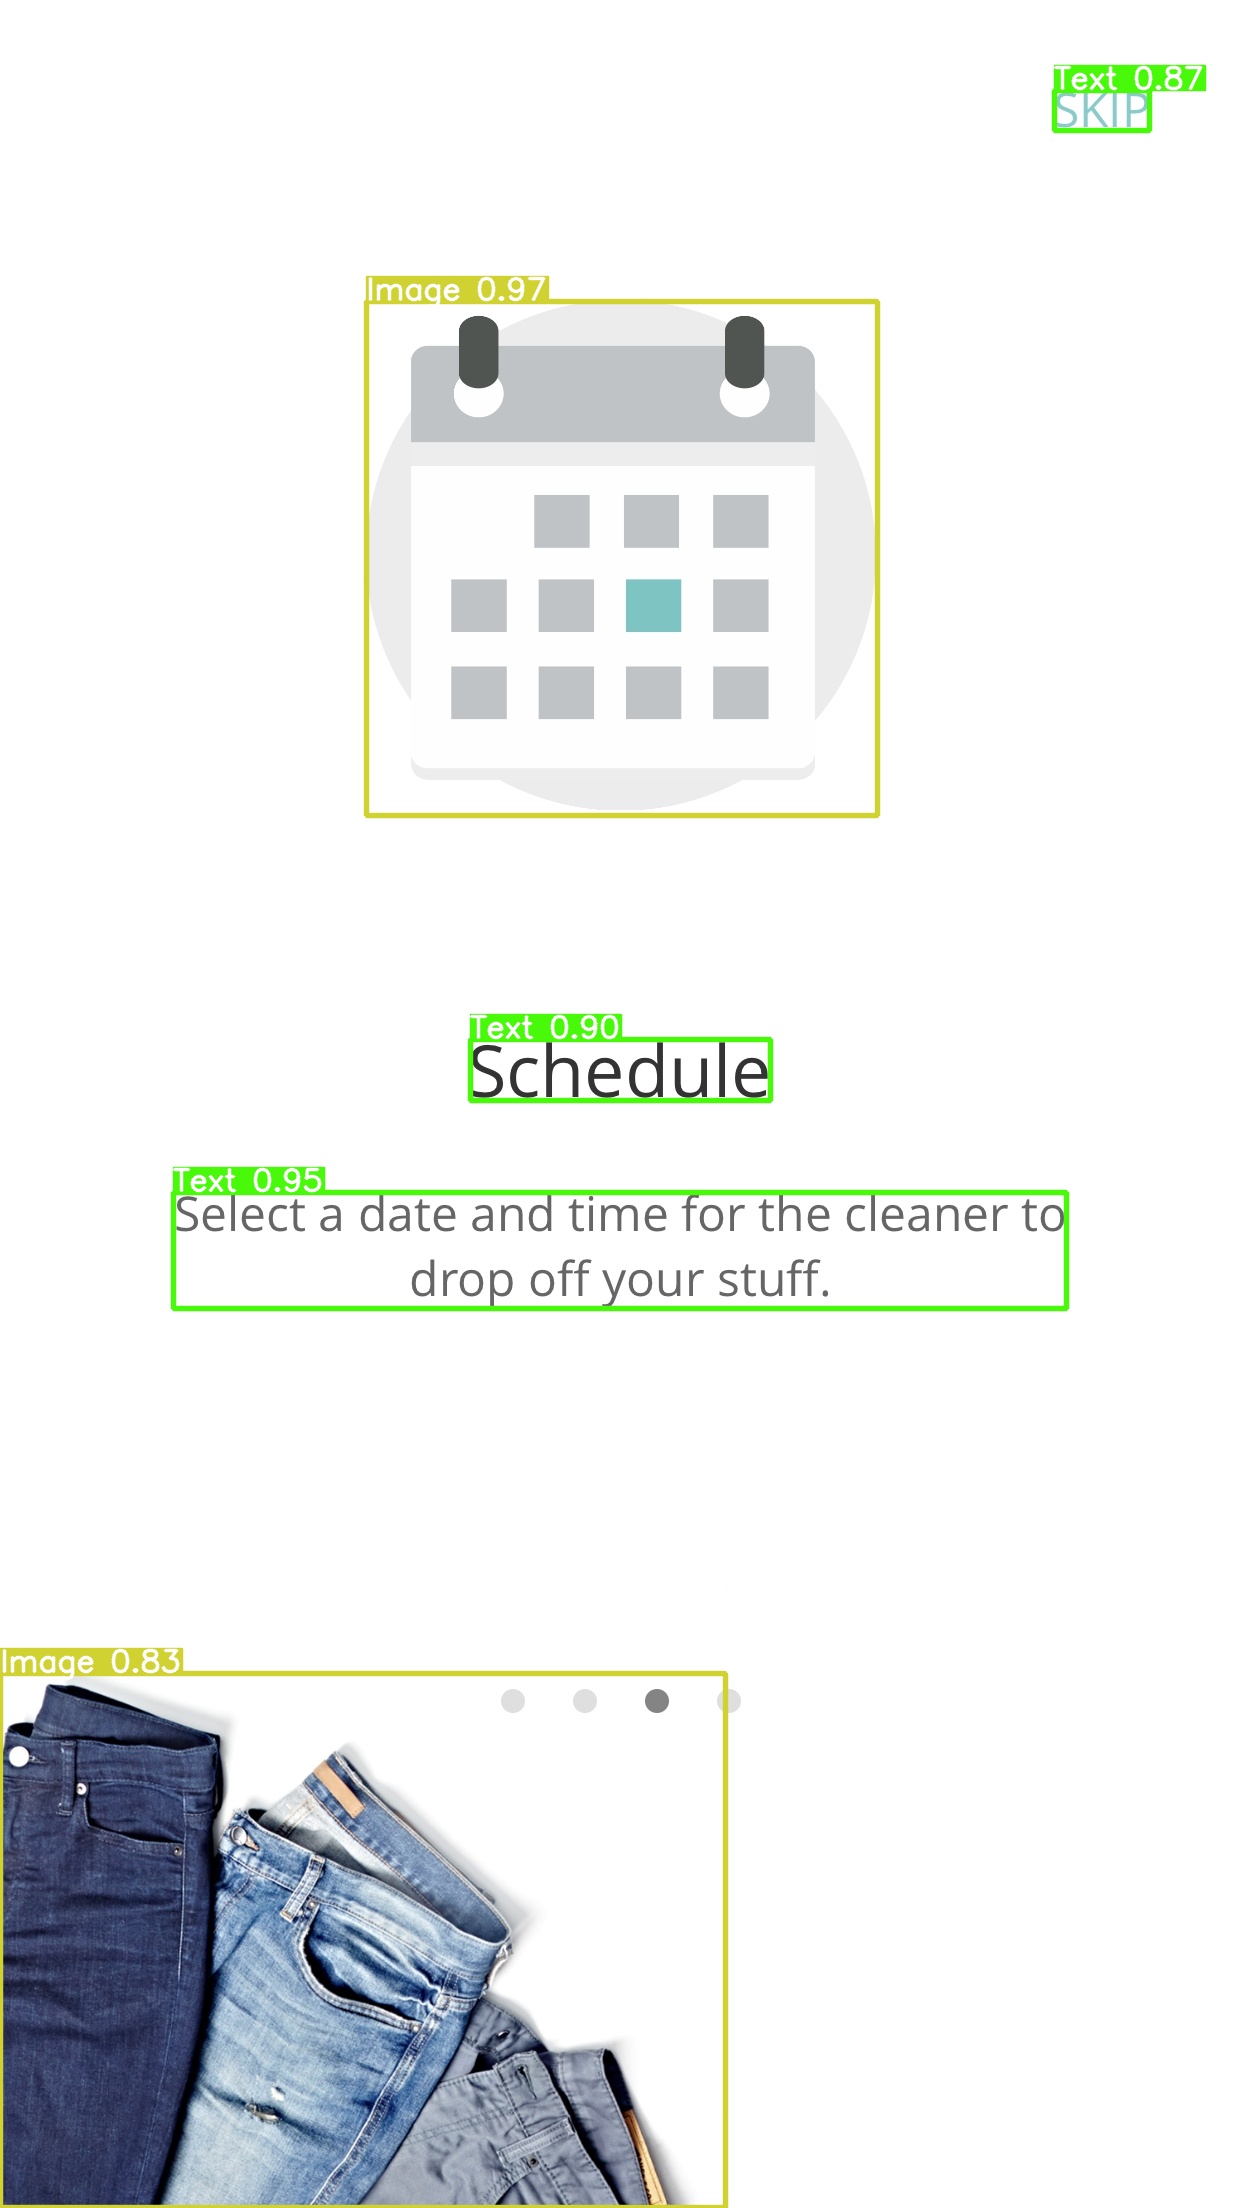 Text 0.87
SKIP
Image 0.97
Text 0.90
Schedule
Text 0.95
Select a date and time for the cleaner to
drop off your stuff.
Image 0.83